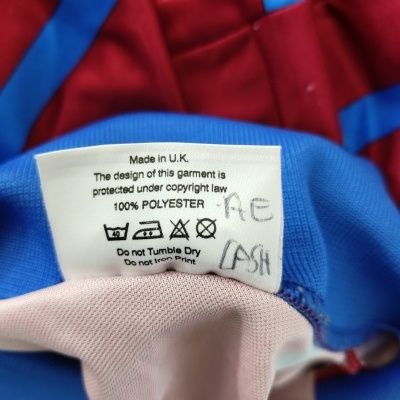 Made in U.K.
The design of this garment is
protected under copyright law
100% POLYESTER
AE
40
Do not Tumble Dry
Do not Iron Print
CASH